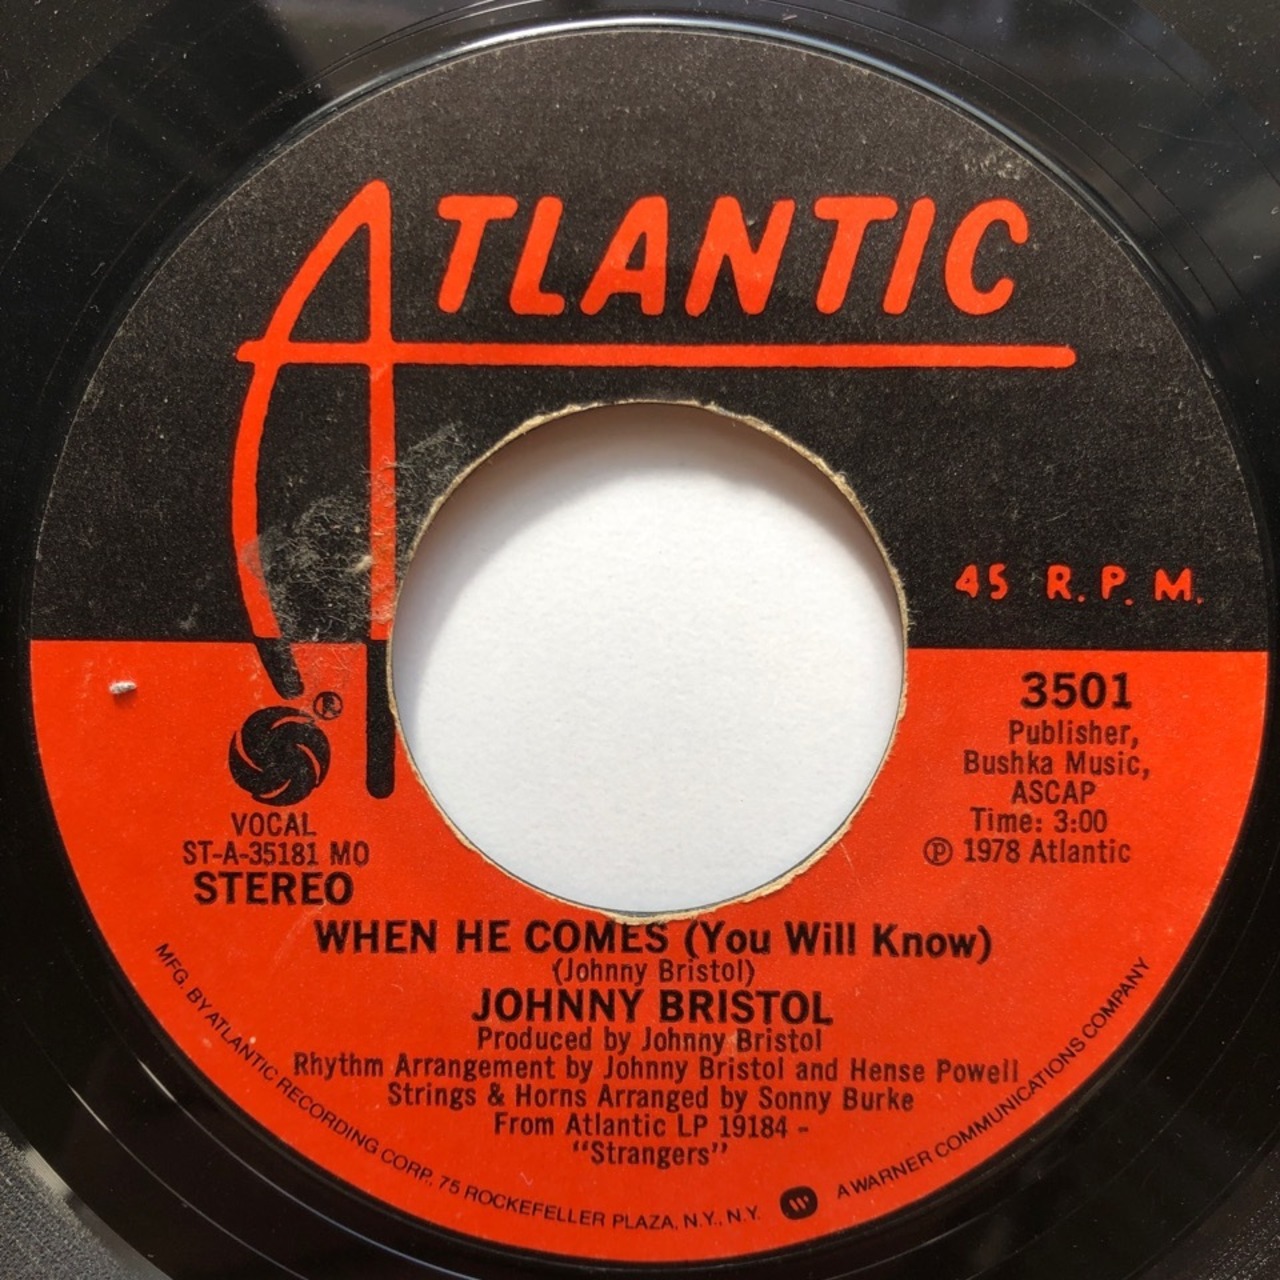 ATLANTIC
45 R.P.M.
3501
Publisher,
Bushka Music,
ASCAP
Time: 3:00
Ⓟ 1978 Atlantic
®
VOCAL
ST-A-35181 MO
STEREO
WHEN HE COMES (You Will Know)
(Johnny Bristol)
JOHNNY BRISTOL
Produced by Johnny Bristol
Rhythm Arrangement by Johnny Bristol and Hense Powell
Strings & Horns Arranged by Sonny Burke
From Atlantic LP 19184 -
"Strangers"
MFG. BY ATLANTIC RECORDING CORP., 75 ROCKEFELLER PLAZA, N.Y., N.Y. W A WARNER COMMUNICATIONS COMPANY